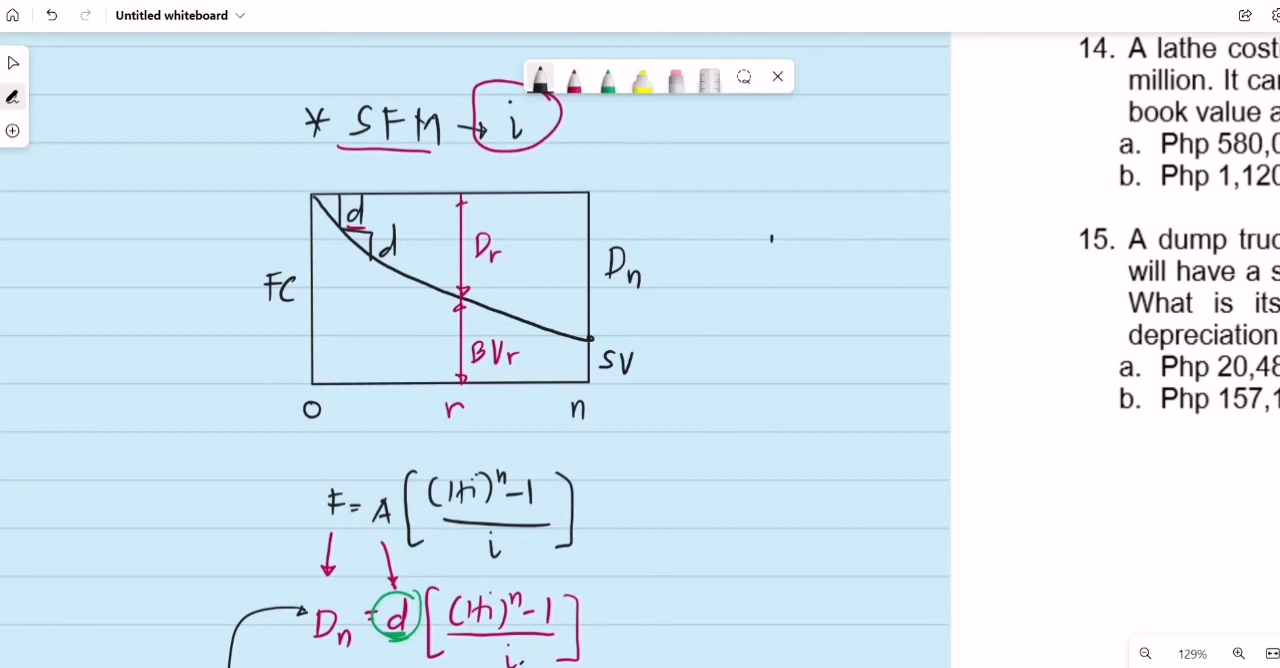 Untitled whiteboard
* SFM → i
d
d
Dr
FC
Dn
BVr
SV
0
r
n
F = A [ (1+i)^n - 1 / i ]
Dn = d [ (1+i)^n - 1 / i ]
14. A lathe costi
million. It ca
book value a
a. Php 580,0
b. Php 1,120
15. A dump truc
will have a s
What is its
depreciation
a. Php 20,48
b. Php 157,1
129%